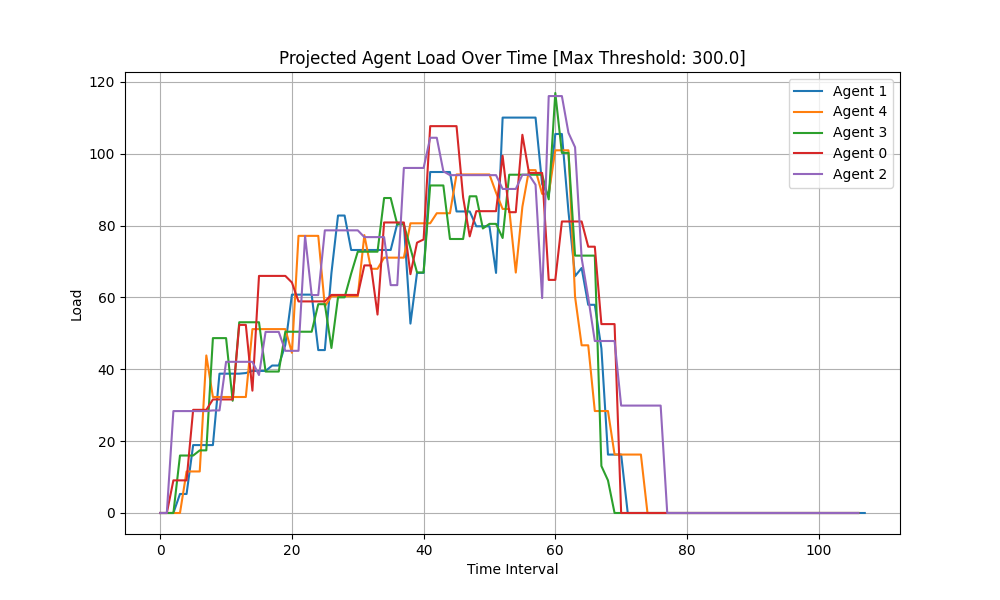 Projected Agent Load Over Time [Max Threshold: 300.0]
Load
120
100
80
60
40
20
0
0 20 40 60 80 100
Time Interval
Agent 1
Agent 4
Agent 3
Agent 0
Agent 2